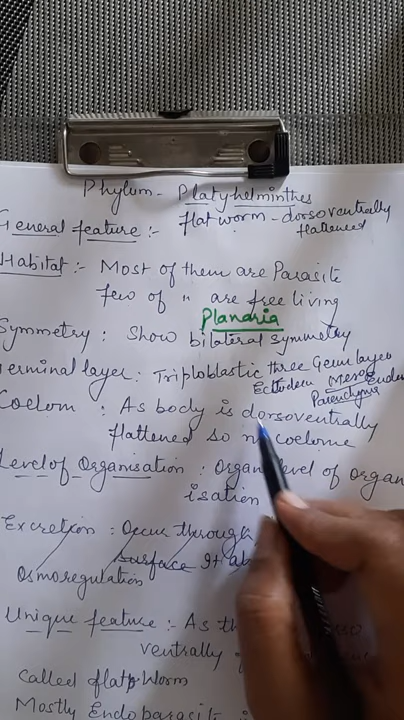 Phylum - Platyhelminthes
General feature :- flat worm - dorsoventrally
flattened
Habitat :- Most of them are Parasite
few of " are free living
Planaria
Symmetry : Show bilateral symmetry
Germinal layer : Triploblastic three Germ layer
Ectoderm Meso Endo
Parenchyma
Coelom : As body is dorsoventrally
flattened so no coelome
Level of Organisation : Organ level of organ
isation
Excretion : Occur through
surface It ab
Osmoregulation
Unique feature :- As th
ventrally
called flat worm
Mostly Endoparasite